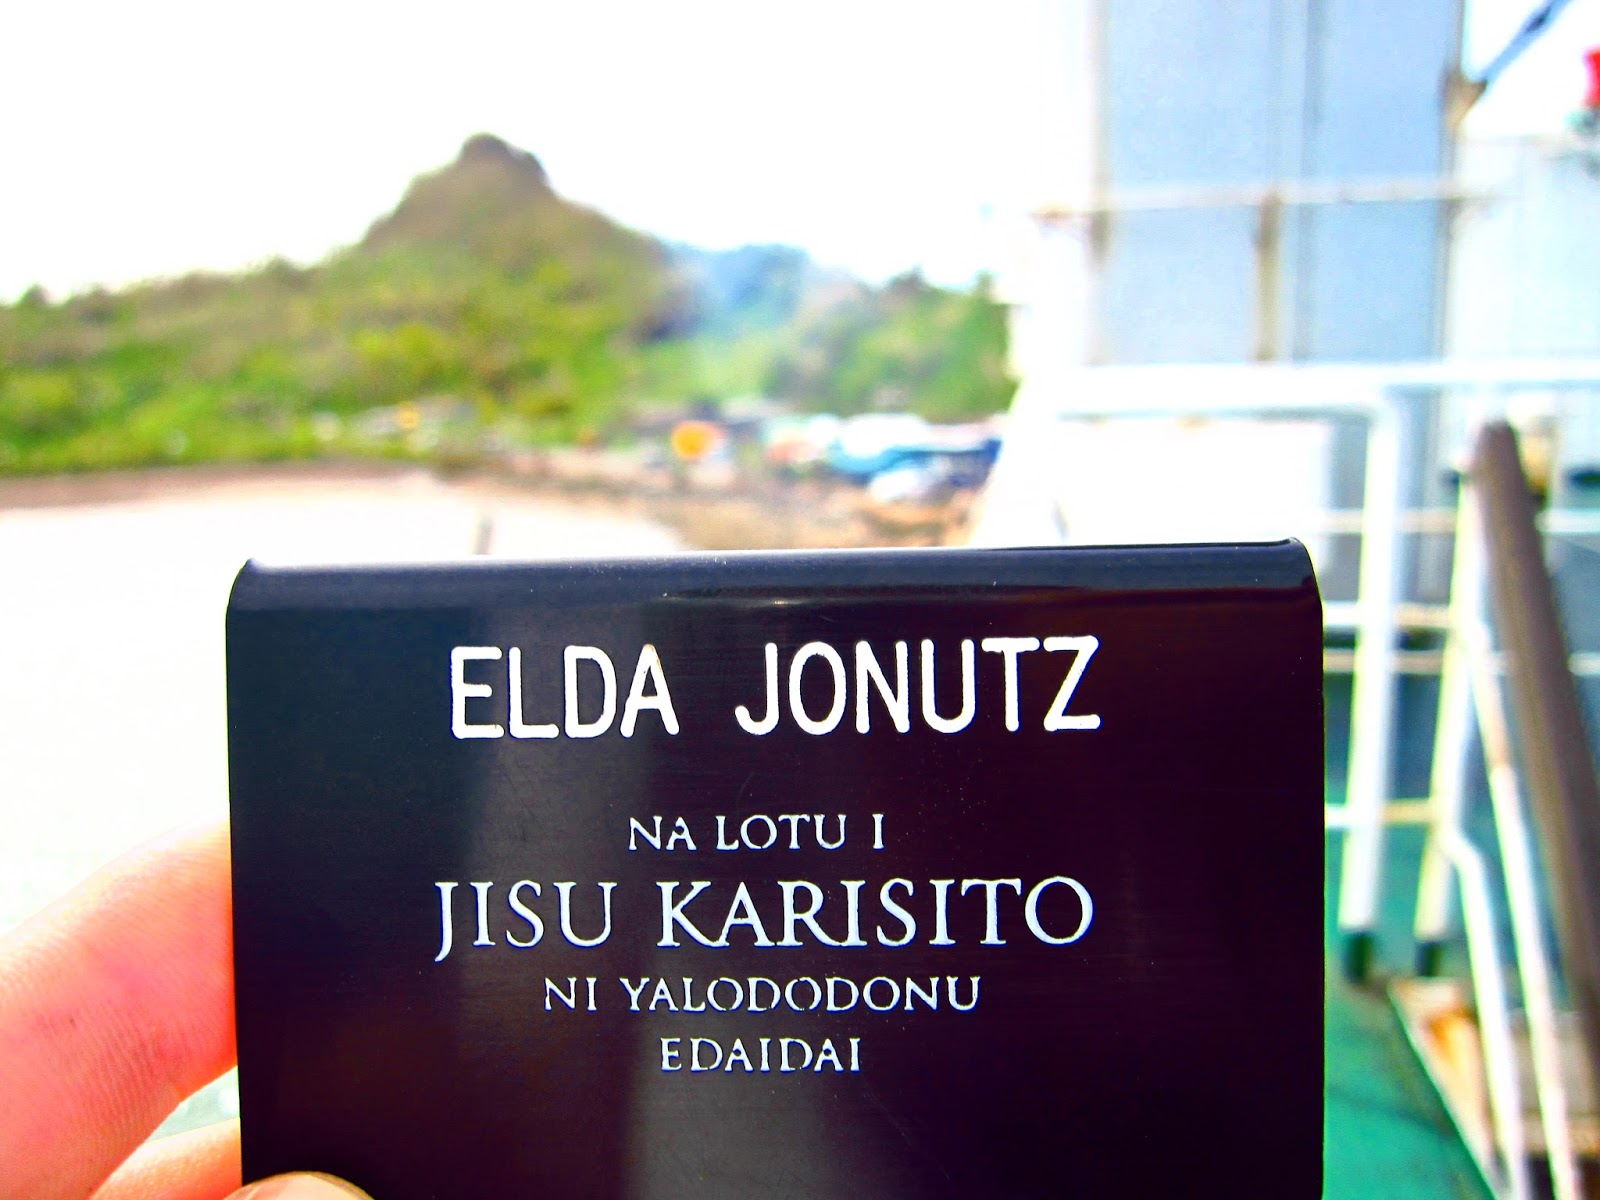 ELDA JONUTZ
NA LOTU I
JISU KARISITO
NI YALODODONU
EDAIDAI